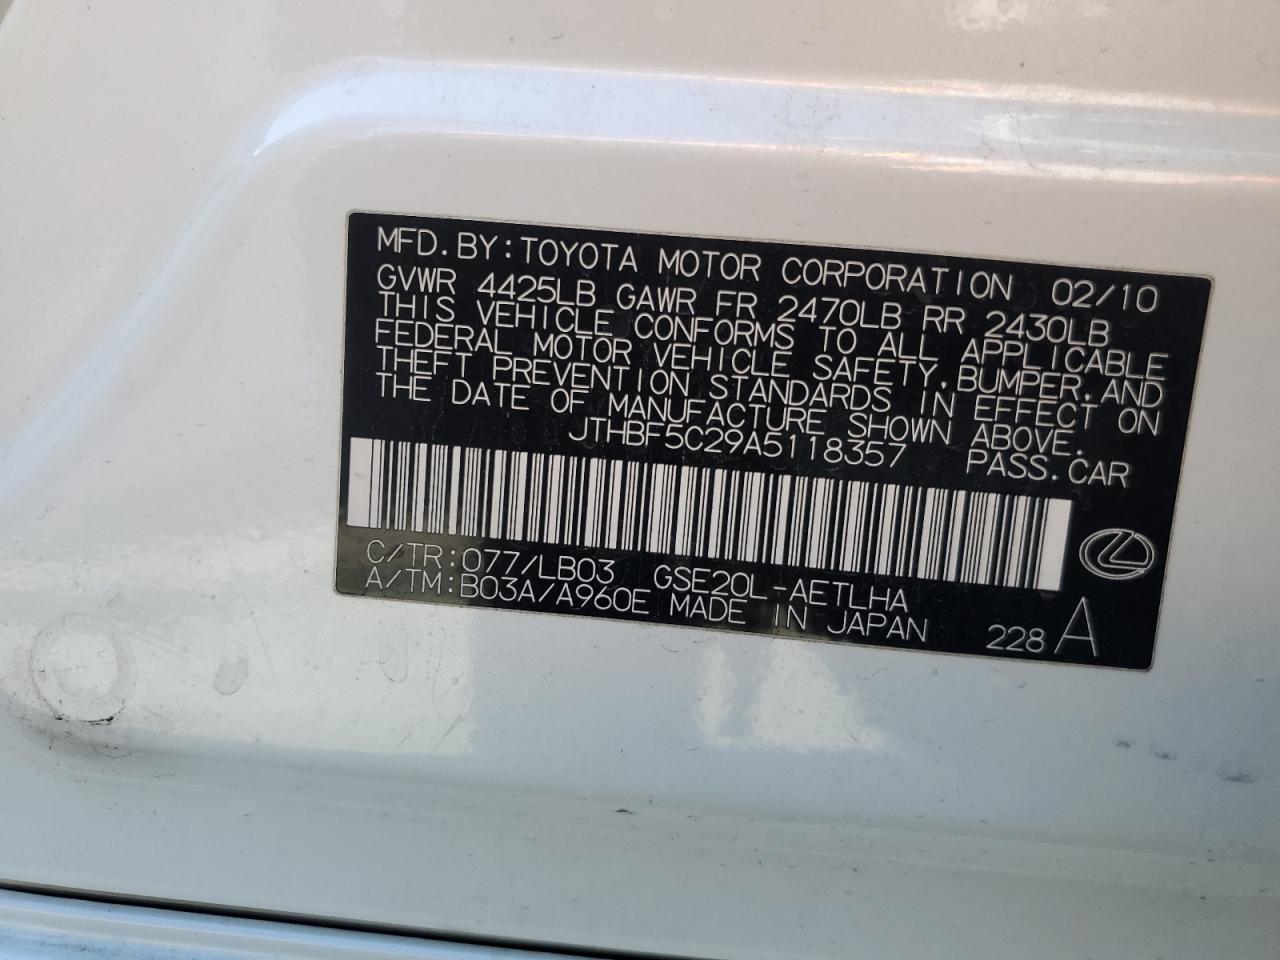 MFD.BY:TOYOTA MOTOR CORPORATION 02/10
GVWR 4425LB GAWR FR 2470LB RR 2430LB
THIS VEHICLE CONFORMS TO ALL APPLICABLE
FEDERAL MOTOR VEHICLE SAFETY,BUMPER,AND
THEFT PREVENTION STANDARDS IN EFFECT ON
THE DATE OF MANUFACTURE SHOWN ABOVE.
JTHBF5C29A5118357 PASS.CAR
C/TR:077/LB03 GSE20L-AETLHA
A/TM:B03A/A960E MADE IN JAPAN 228 A